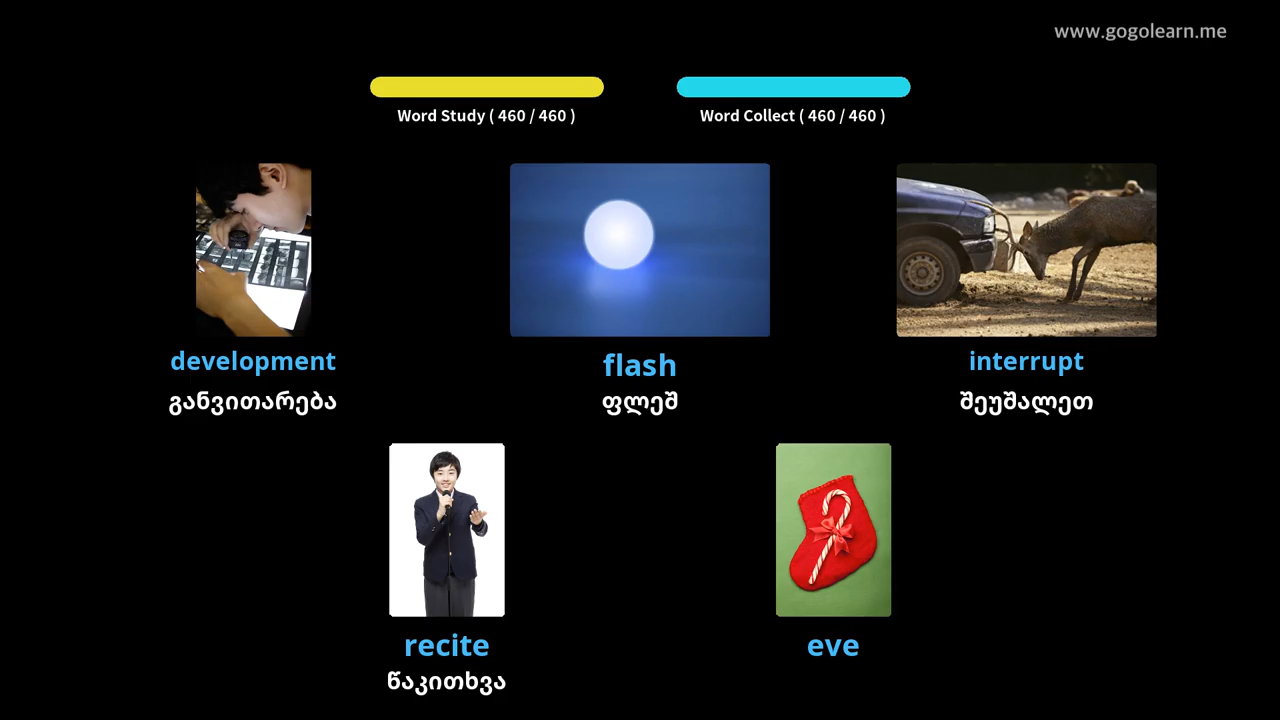 www.gogolearn.me
Word Study ( 460 / 460 )
Word Collect ( 460 / 460 )
development
განვითარება
flash
ფლეშ
interrupt
შეუშალეთ
recite
წაკითხვა
eve